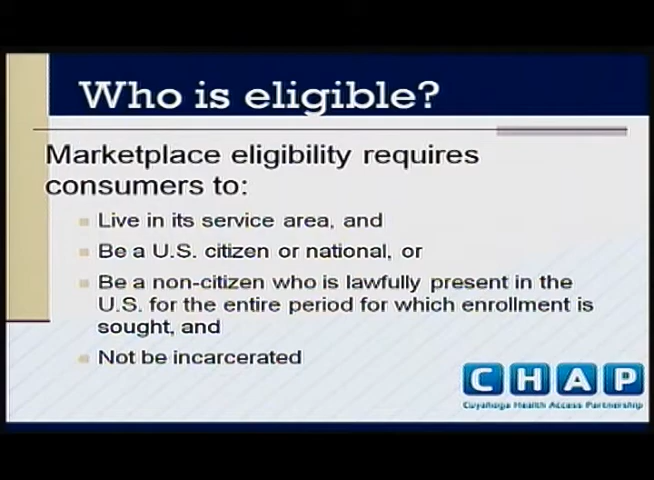 Who is eligible?
Marketplace eligibility requires
consumers to:
Live in its service area, and
Be a U.S. citizen or national, or
Be a non-citizen who is lawfully present in the
U.S. for the entire period for which enrollment is
sought, and
Not be incarcerated
CHAP
Cuyahoga Health Access Partnership